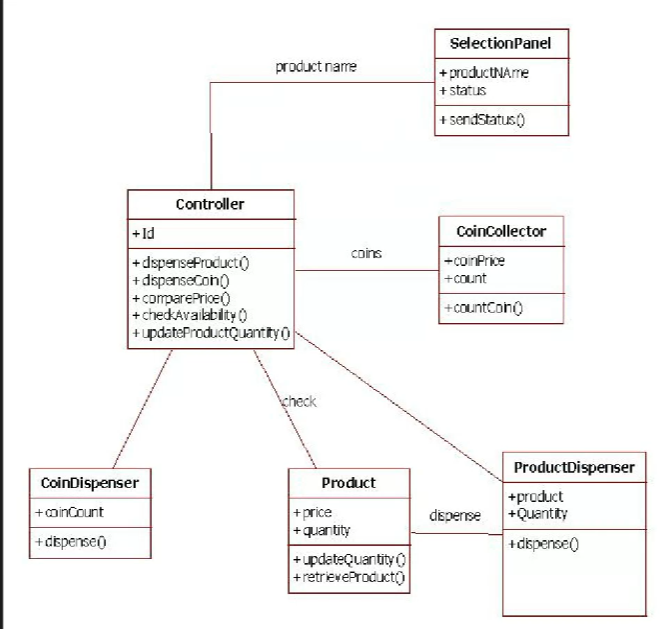 SelectionPanel
+ productNAme
+ status
+ sendStatus()
product name
Controller
+ Id
+ dispenseProduct()
+ dispenseCoin()
+ comparePrice()
+ checkAvailability()
+ updateProductQuantity()
coins
CoinCollector
+ coinPrice
+ count
+ countCoin()
check
CoinDispenser
+ coinCount
+ dispense()
Product
+ price
+ quantity
+ updateQuantity()
+ retrieveProduct()
dispense
ProductDispenser
+ product
+ Quantity
+ dispense()